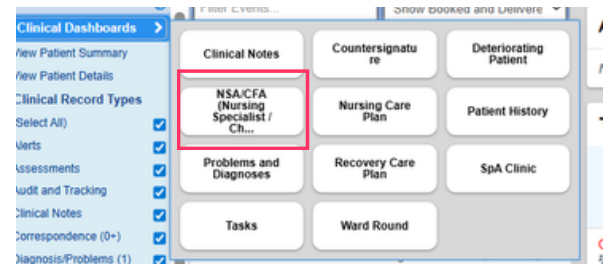 Filter Events...
Show Booked and Delivere
Clinical Dashboards
View Patient Summary
View Patient Details
Clinical Record Types
(Select All)
Alerts
Assessments
Audit and Tracking
Clinical Notes
Correspondence (0+)
Diagnosis/Problems (1)
Clinical Notes
Countersignatu
re
Deteriorating
Patient
NSA/CFA
(Nursing
Specialist /
Ch...
Nursing Care
Plan
Patient History
Problems and
Diagnoses
Recovery Care
Plan
SpA Clinic
Tasks
Ward Round